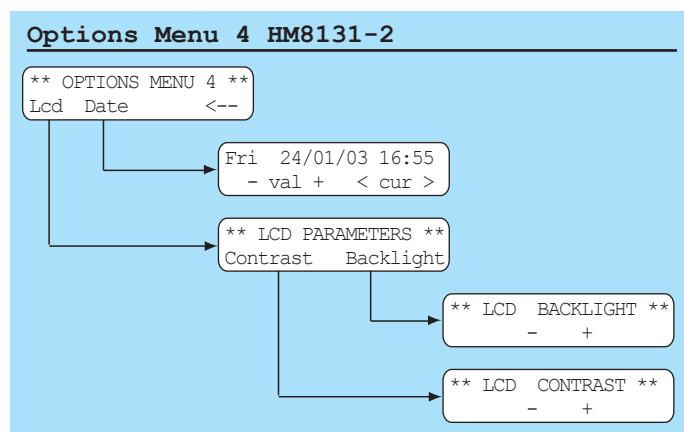 Options Menu 4 HM8131-2
** OPTIONS MENU 4 **
Lcd Date <--
Fri 24/01/03 16:55
- val + < cur >
** LCD PARAMETERS **
Contrast Backlight
** LCD BACKLIGHT **
- +
** LCD CONTRAST **
- +